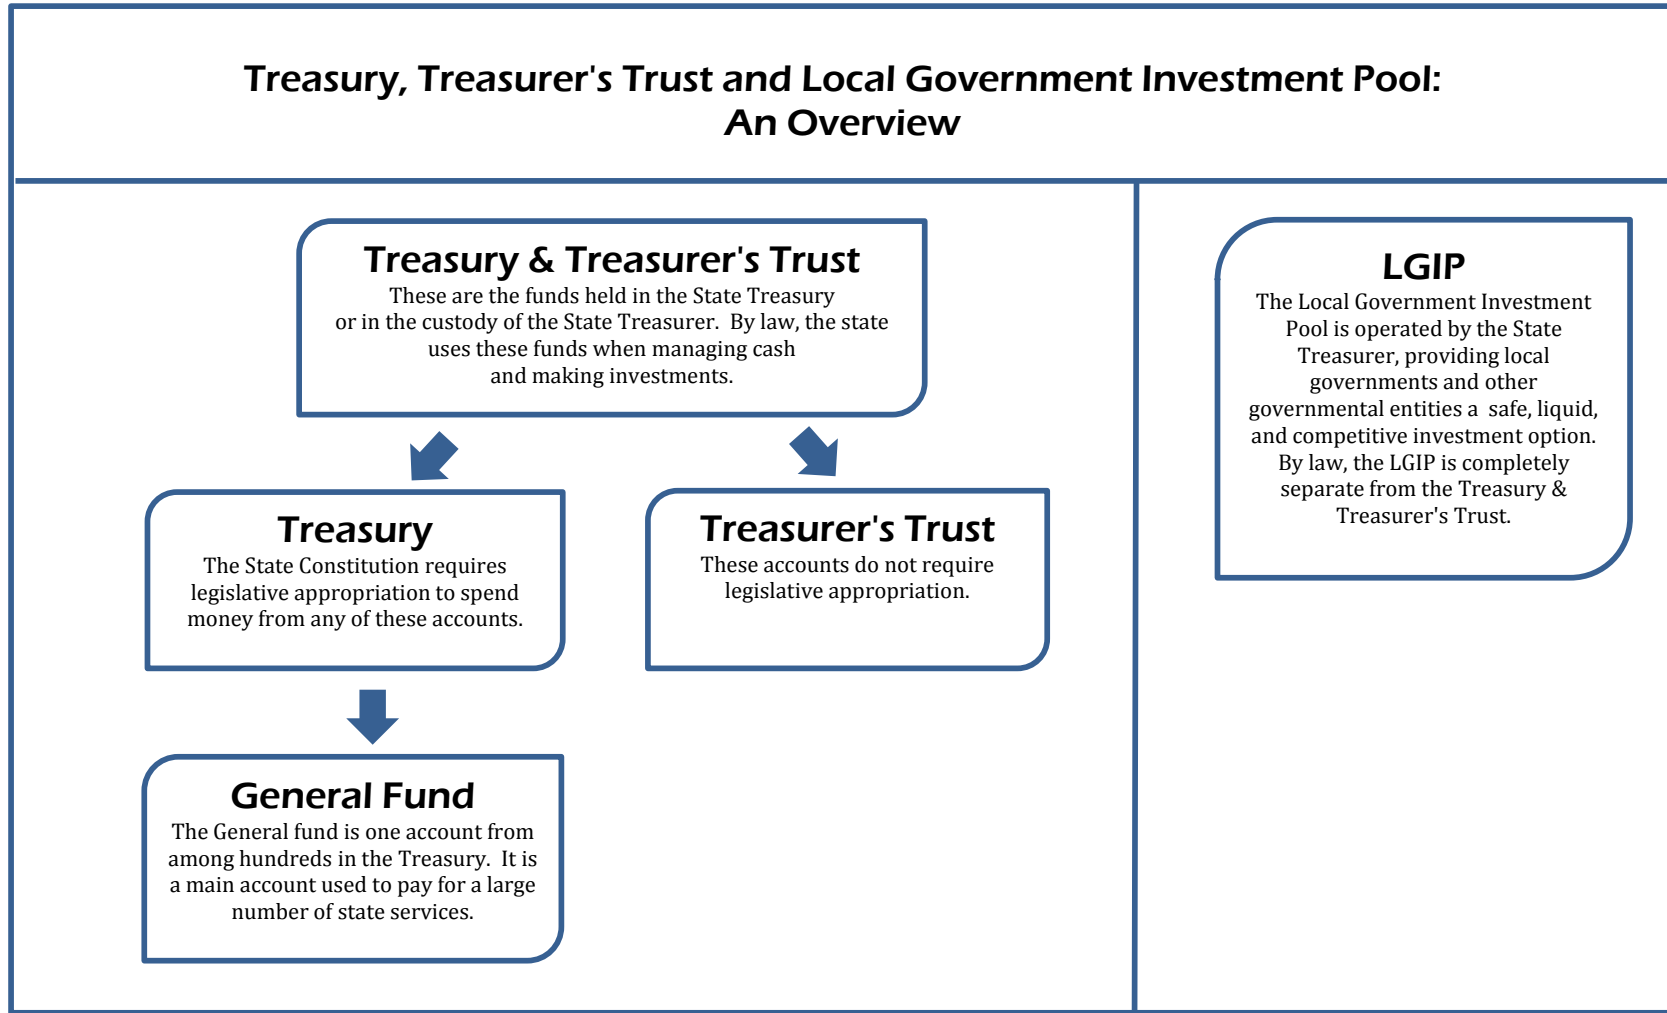 Treasury, Treasurer's Trust and Local Government Investment Pool:
An Overview
Treasury & Treasurer's Trust
These are the funds held in the State Treasury
or in the custody of the State Treasurer.  By law, the state
uses these funds when managing cash
and making investments.
Treasury
The State Constitution requires
legislative appropriation to spend
money from any of these accounts.
Treasurer's Trust
These accounts do not require
legislative appropriation.
General Fund
The General fund is one account from
among hundreds in the Treasury.  It is
a main account used to pay for a large
number of state services.
LGIP
The Local Government Investment
Pool is operated by the State
Treasurer, providing local
governments and other
governmental entities a  safe, liquid,
and competitive investment option.
By law, the LGIP is completely
separate from the Treasury &
Treasurer's Trust.